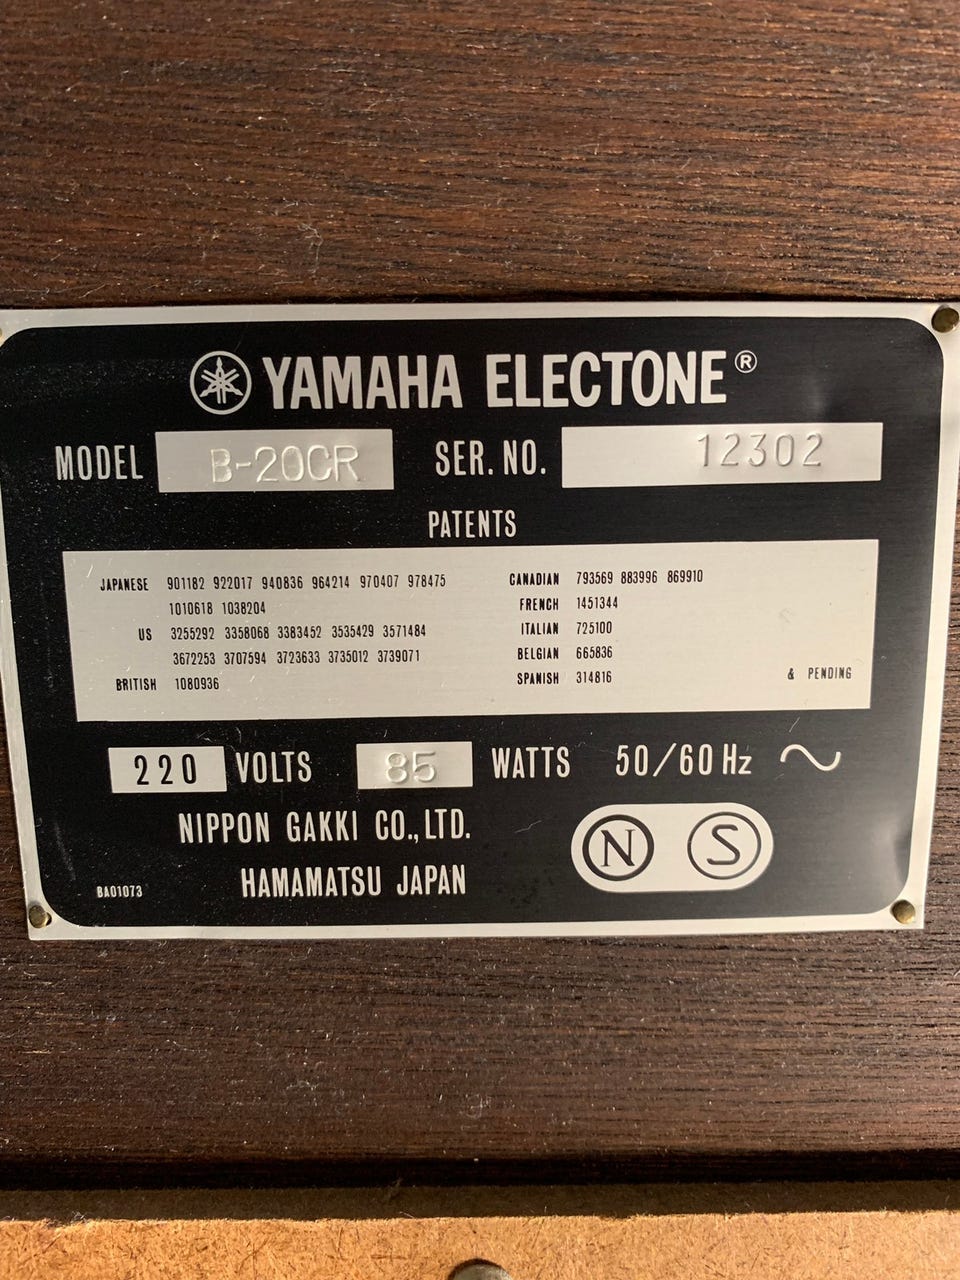 YAMAHA ELECTONE®
MODEL B-20CR SER. NO. 12302
PATENTS
JAPANESE 901182 922017 940836 964214 970407 978475
1010618 1038204
US 3255292 3358068 3383452 3535429 3571484
3672253 3707594 3723633 3735012 3739071
BRITISH 1080936
CANADIAN 793569 883996 869910
FRENCH 1451344
ITALIAN 725100
BELGIAN 665836
SPANISH 314816
& PENDING
220 VOLTS 85 WATTS 50/60 Hz ~
NIPPON GAKKI CO., LTD.
HAMAMATSU JAPAN
N S
BA01073